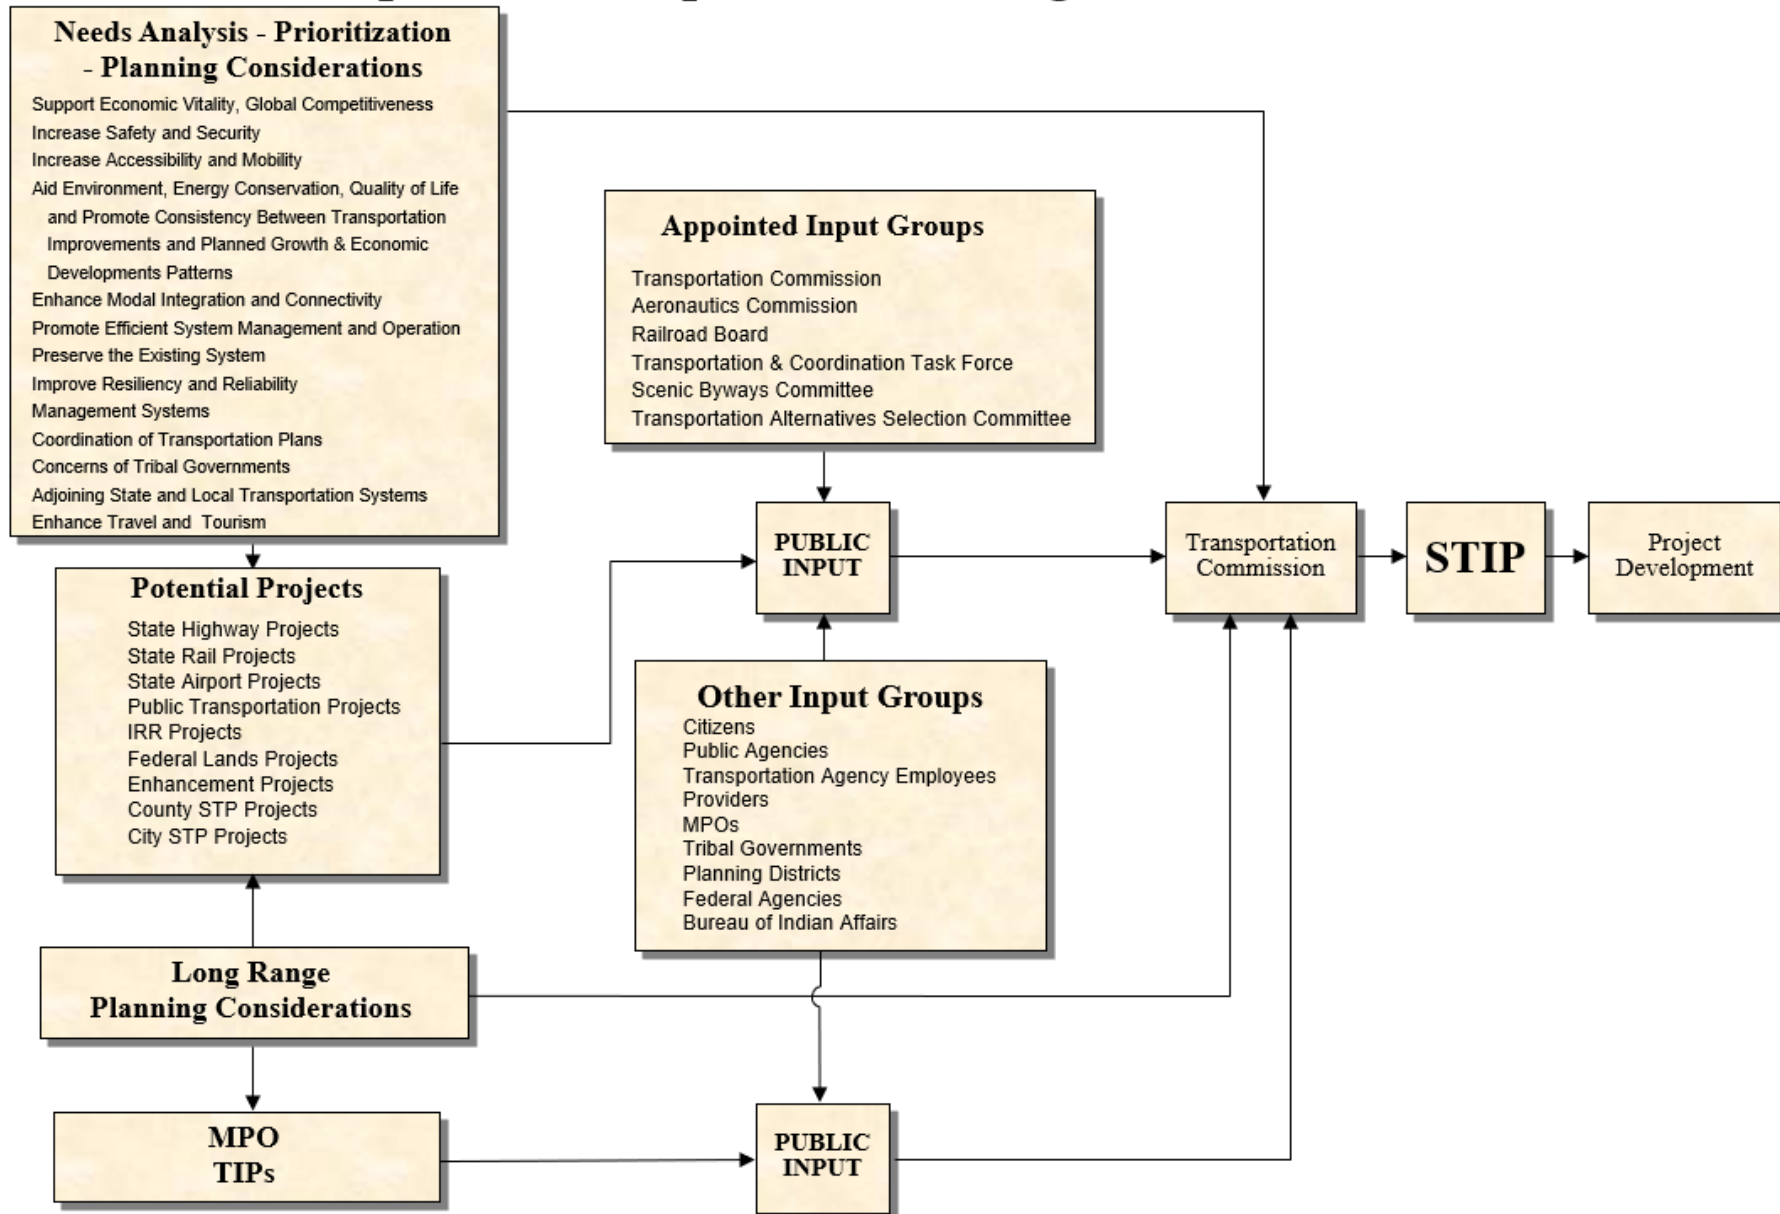 Needs Analysis - Prioritization
- Planning Considerations
Support Economic Vitality, Global Competitiveness
Increase Safety and Security
Increase Accessibility and Mobility
Aid Environment, Energy Conservation, Quality of Life
and Promote Consistency Between Transportation
Improvements and Planned Growth & Economic
Developments Patterns
Enhance Modal Integration and Connectivity
Promote Efficient System Management and Operation
Preserve the Existing System
Improve Resiliency and Reliability
Management Systems
Coordination of Transportation Plans
Concerns of Tribal Governments
Adjoining State and Local Transportation Systems
Enhance Travel and Tourism
Appointed Input Groups
Transportation Commission
Aeronautics Commission
Railroad Board
Transportation & Coordination Task Force
Scenic Byways Committee
Transportation Alternatives Selection Committee
PUBLIC
INPUT
Transportation
Commission
STIP
Project
Development
Potential Projects
State Highway Projects
State Rail Projects
State Airport Projects
Public Transportation Projects
IRR Projects
Federal Lands Projects
Enhancement Projects
County STP Projects
City STP Projects
Other Input Groups
Citizens
Public Agencies
Transportation Agency Employees
Providers
MPOs
Tribal Governments
Planning Districts
Federal Agencies
Bureau of Indian Affairs
Long Range
Planning Considerations
MPO
TIPs
PUBLIC
INPUT